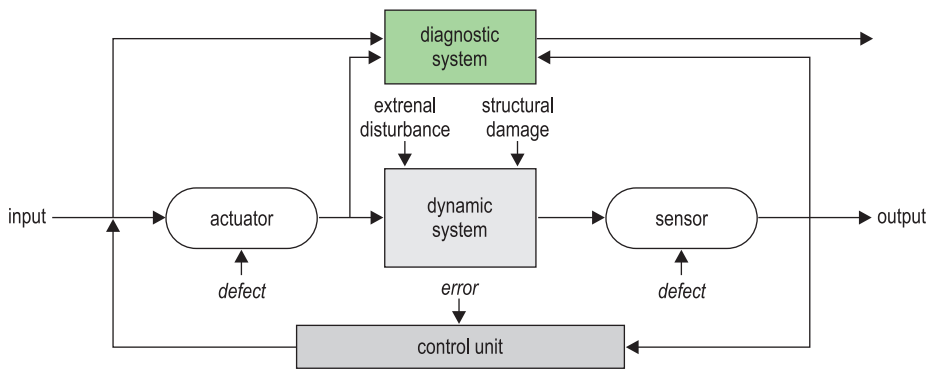 diagnostic
system
extrenal
disturbance
structural
damage
input
actuator
dynamic
system
sensor
output
defect
error
defect
control unit